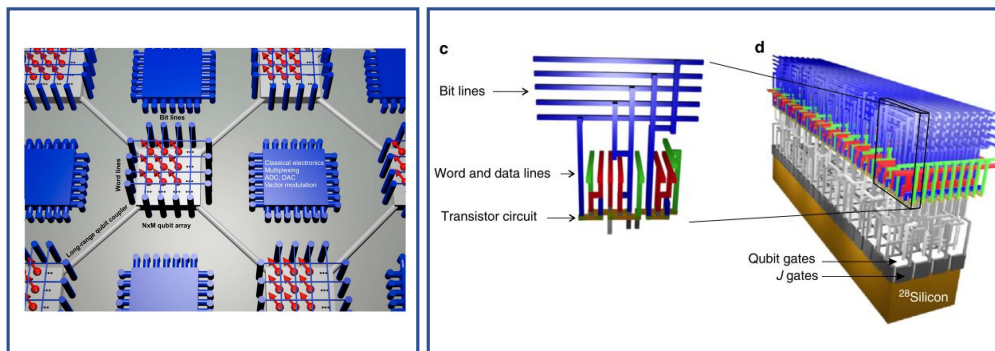 Bit lines
Word lines
Classical electronics
Multiplexing
ADC, DAC
Vector modulation
Long-range qubit coupler
NxM qubit array
c
d
Bit lines
Word and data lines
Transistor circuit
Qubit gates
J gates
²⁸Silicon